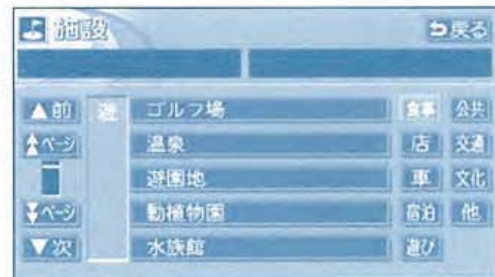 施設 戻る
▲前 遊 ゴルフ場 食事 公共
ページ 温泉 店 交通
遊園地 車 文化
ページ 動植物園 宿泊 他
▼次 水族館 遊び